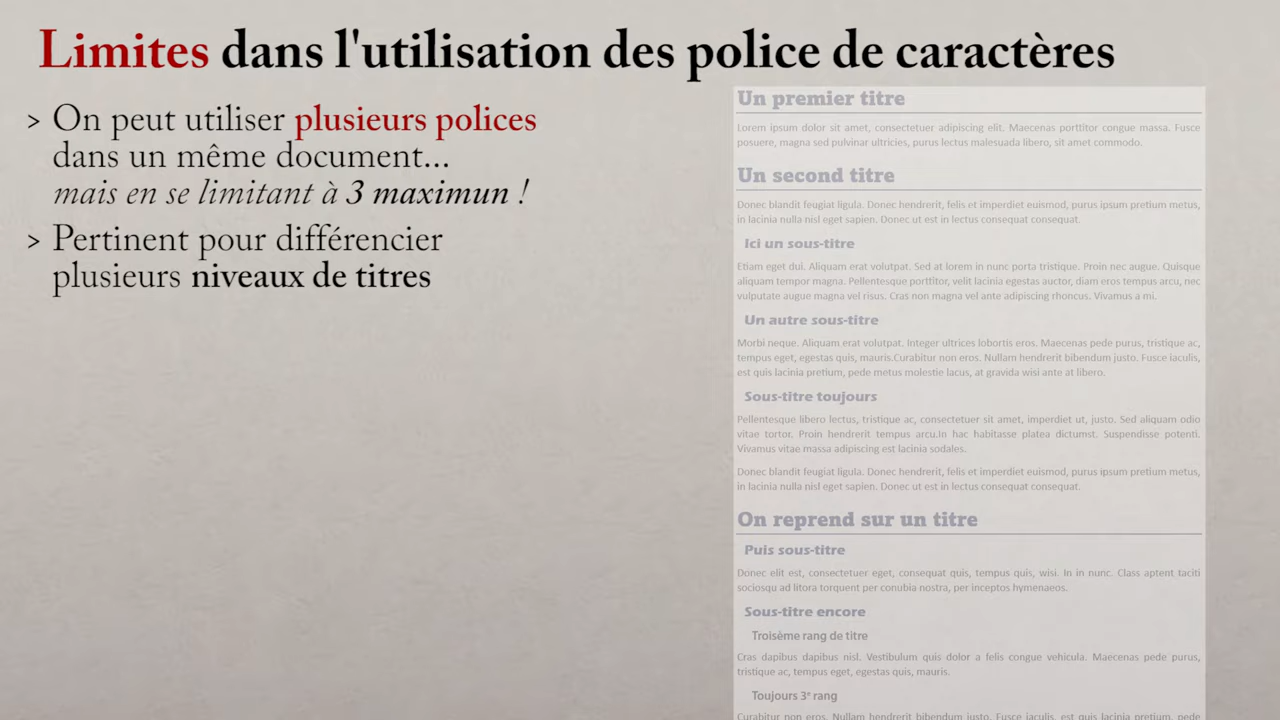 Limites dans l'utilisation des police de caractères
> On peut utiliser plusieurs polices
dans un même document...
mais en se limitant à 3 maximun !
> Pertinent pour différencier
plusieurs niveaux de titres
Un premier titre
Lorem ipsum dolor sit amet, consectetuer adipiscing elit. Maecenas porttitor congue massa. Fusce
posuere, magna sed pulvinar ultricies, purus lectus malesuada libero, sit amet commodo.
Un second titre
Donec blandit feugiat ligula. Donec hendrerit, felis et imperdiet euismod, purus ipsum pretium metus,
in lacinia nulla nisl eget sapien. Donec ut est in lectus consequat consequat.
Ici un sous-titre
Etiam eget dui. Aliquam erat volutpat. Sed at lorem in nunc porta tristique. Proin nec augue. Quisque
aliquam tempor magna. Pellentesque porttitor, velit lacinia egestas auctor, diam eros tempus arcu, nec
vulputate augue magna vel risus. Cras non magna vel ante adipiscing rhoncus. Vivamus a mi.
Un autre sous-titre
Morbi neque. Aliquam erat volutpat. Integer ultrices lobortis eros. Maecenas pede purus, tristique ac,
tempus eget, egestas quis, mauris.Curabitur non eros. Nullam hendrerit bibendum justo. Fusce iaculis,
est quis lacinia pretium, pede metus molestie lacus, at gravida wisi ante at libero.
Sous-titre toujours
Pellentesque libero lectus, tristique ac, consectetuer sit amet, imperdiet ut, justo. Sed aliquam odio
vitae tortor. Proin hendrerit tempus arcu.In hac habitasse platea dictumst. Suspendisse potenti.
Vivamus vitae massa adipiscing est lacinia sodales.
Donec blandit feugiat ligula. Donec hendrerit, felis et imperdiet euismod, purus ipsum pretium metus,
in lacinia nulla nisl eget sapien. Donec ut est in lectus consequat consequat.
On reprend sur un titre
Puis sous-titre
Donec elit est, consectetuer eget, consequat quis, tempus quis, wisi. In in nunc. Class aptent taciti
sociosqu ad litora torquent per conubia nostra, per inceptos hymenaeos.
Sous-titre encore
Troisème rang de titre
Cras dapibus dapibus nisl. Vestibulum quis dolor a felis congue vehicula. Maecenas pede purus,
tristique ac, tempus eget, egestas quis, mauris.
Toujours 3e rang
Curabitur non eros. Nullam hendrerit bibendum justo. Fusce iaculis, est quis lacinia pretium, pede